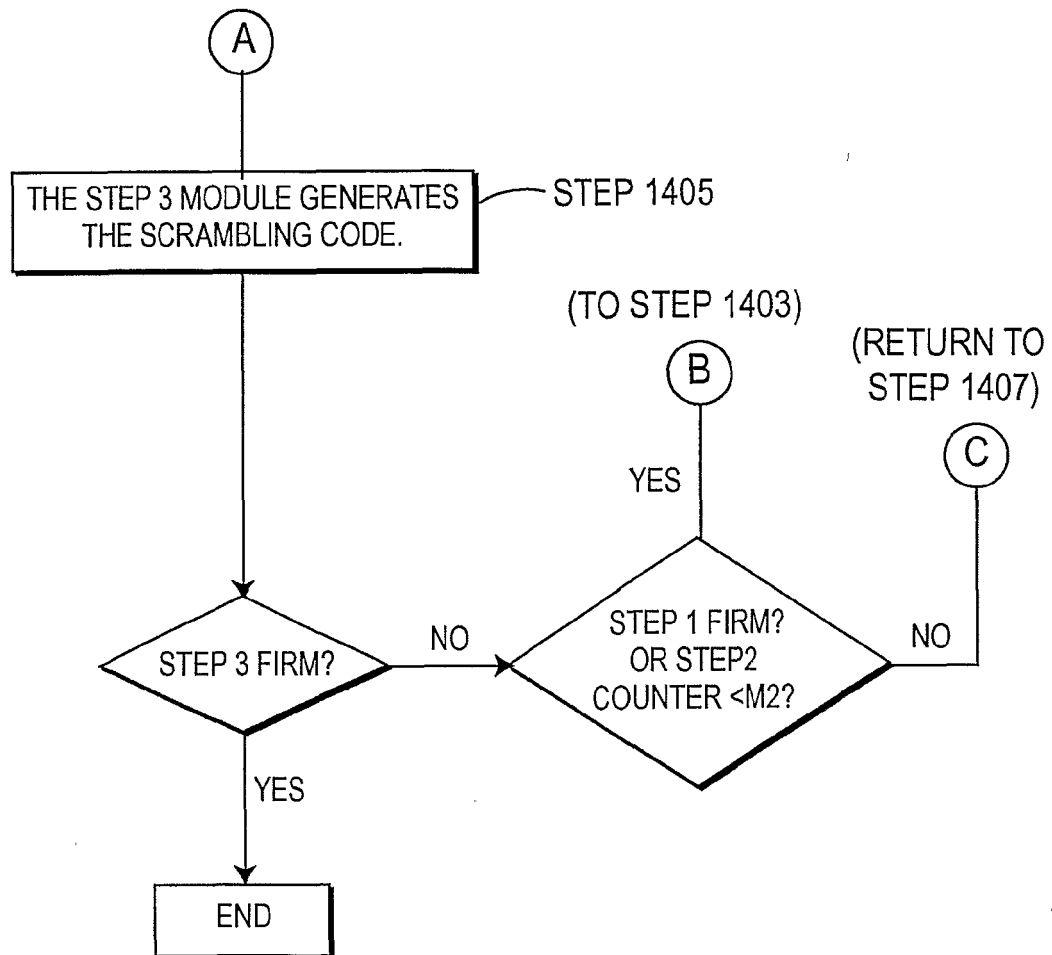 A
THE STEP 3 MODULE GENERATES
THE SCRAMBLING CODE.
STEP 1405
(TO STEP 1403)
B
(RETURN TO
STEP 1407)
C
YES
STEP 3 FIRM?
NO
STEP 1 FIRM?
OR STEP2
COUNTER <M2?
NO
YES
END